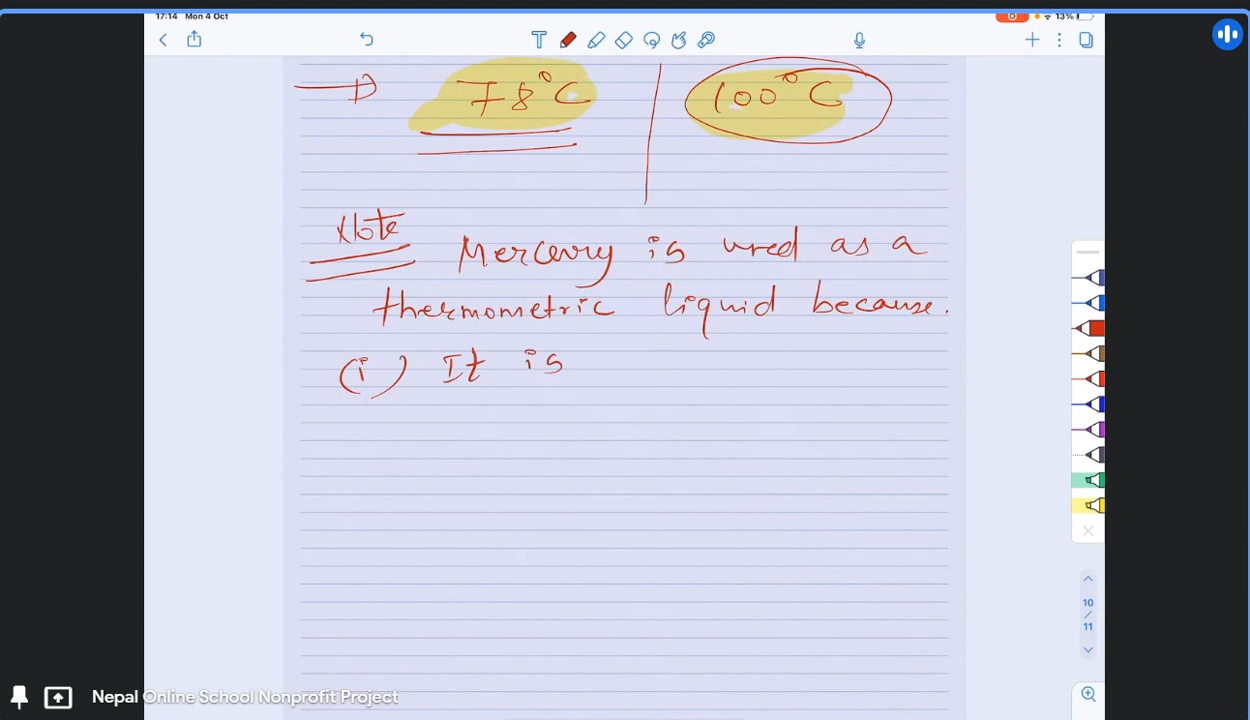 17:14 Mon 4 Oct 13%
78°C 100°C
Note
Mercury is used as a
thermometric liquid because.
(i) It is
10
/
11
Nepal Online School Nonprofit Project